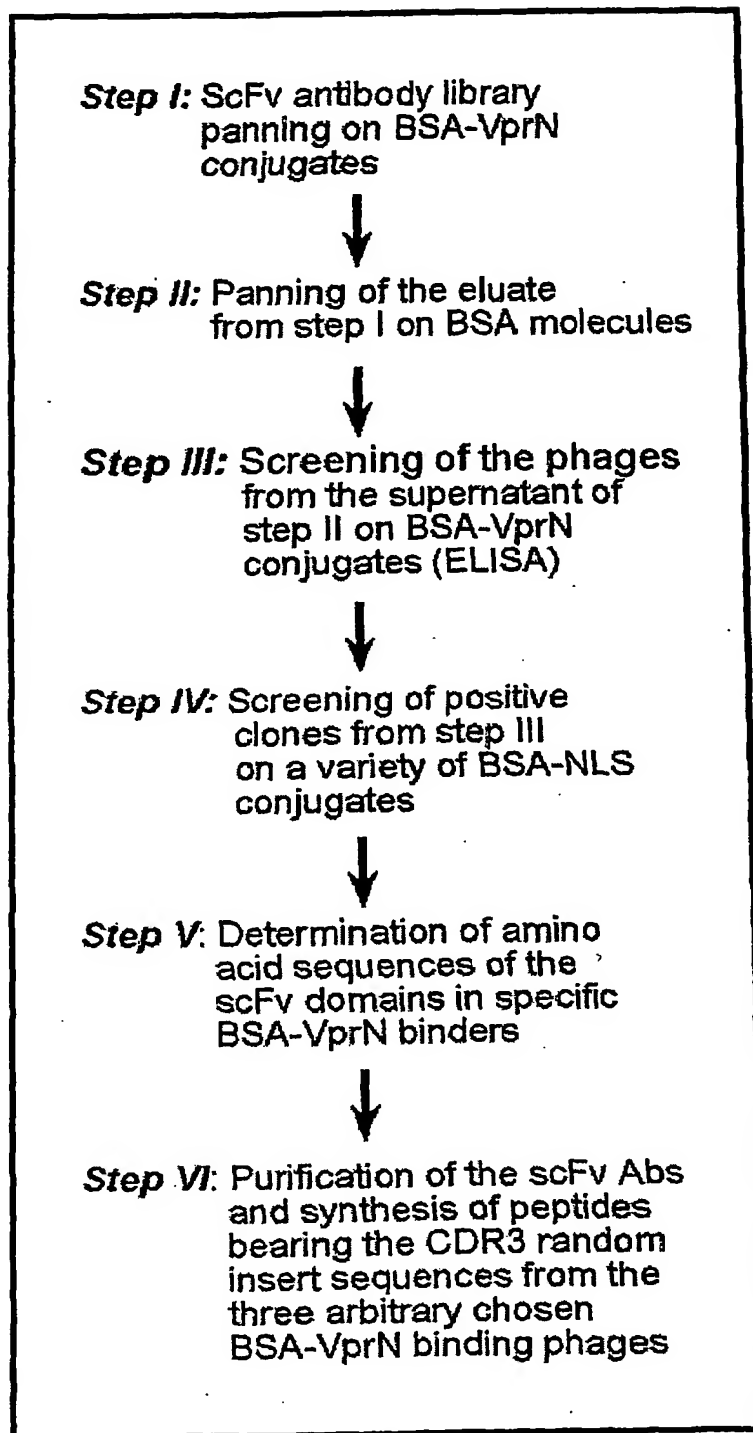 Step I: ScFv antibody library
panning on BSA-VprN
conjugates
Step II: Panning of the eluate
from step I on BSA molecules
Step III: Screening of the phages
from the supernatant of
step II on BSA-VprN
conjugates (ELISA)
Step IV: Screening of positive
clones from step III
on a variety of BSA-NLS
conjugates
Step V: Determination of amino
acid sequences of the
scFv domains in specific
BSA-VprN binders
Step VI: Purification of the scFv Abs
and synthesis of peptides
bearing the CDR3 random
insert sequences from the
three arbitrary chosen
BSA-VprN binding phages